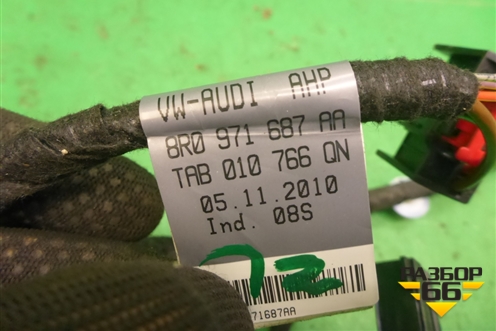 VW-AUDI AHP
8R0 971 687 AA
TAB 010 766 QN
05.11.2010
Ind. 08S
72
71687AA
РАЗБОР
66